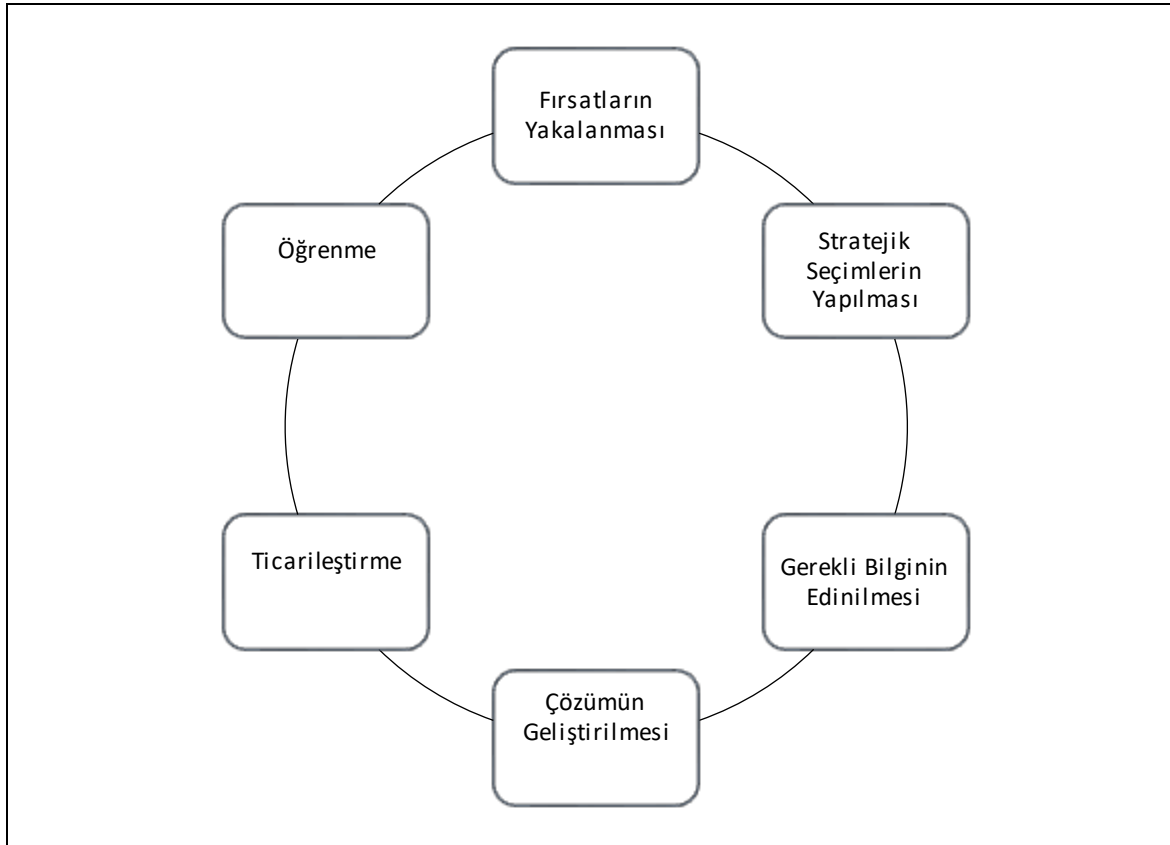 Fırsatların
Yakalanması
Stratejik
Seçimlerin
Yapılması
Gerekli Bilginin
Edinilmesi
Çözümün
Geliştirilmesi
Ticarileştirme
Öğrenme